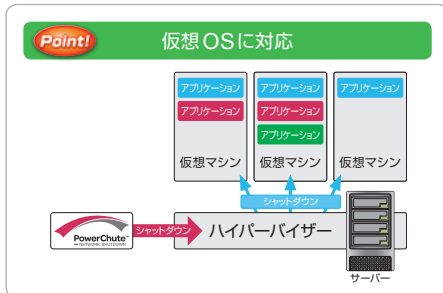 Point!
仮想OSに対応
アプリケーション
アプリケーション
アプリケーション
アプリケーション
アプリケーション
アプリケーション
仮想マシン
仮想マシン
仮想マシン
シャットダウン
PowerChute™
NETWORK SHUTDOWN
シャットダウン
ハイパーバイザー
サーバー